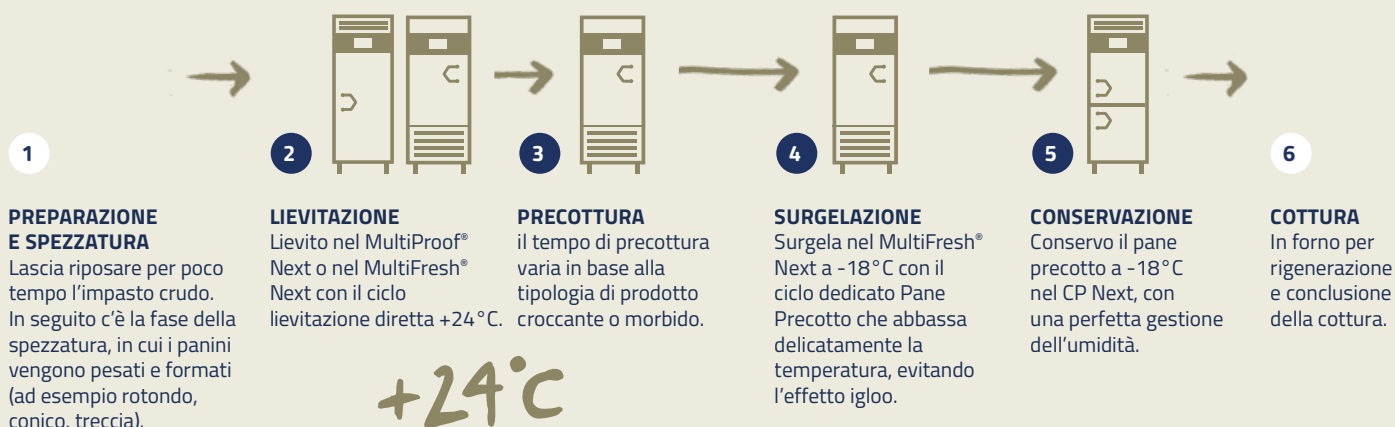 1
PREPARAZIONE
E SPEZZATURA
Lascia riposare per poco
tempo l'impasto crudo.
In seguito c'è la fase della
spezzatura, in cui i panini
vengono pesati e formati
(ad esempio rotondo,
conico, treccia).
2
LIEVITAZIONE
Lievito nel MultiProof®
Next o nel MultiFresh®
Next con il ciclo
lievitazione diretta +24°C.
+24°C
3
PRECOTTURA
il tempo di precottura
varia in base alla
tipologia di prodotto
croccante o morbido.
4
SURGELAZIONE
Surgela nel MultiFresh®
Next a -18°C con il
ciclo dedicato Pane
Precotto che abbassa
delicatamente la
temperatura, evitando
l'effetto igloo.
5
CONSERVAZIONE
Conservo il pane
precotto a -18°C
nel CP Next, con
una perfetta gestione
dell'umidità.
6
COTTURA
In forno per
rigenerazione
e conclusione
della cottura.